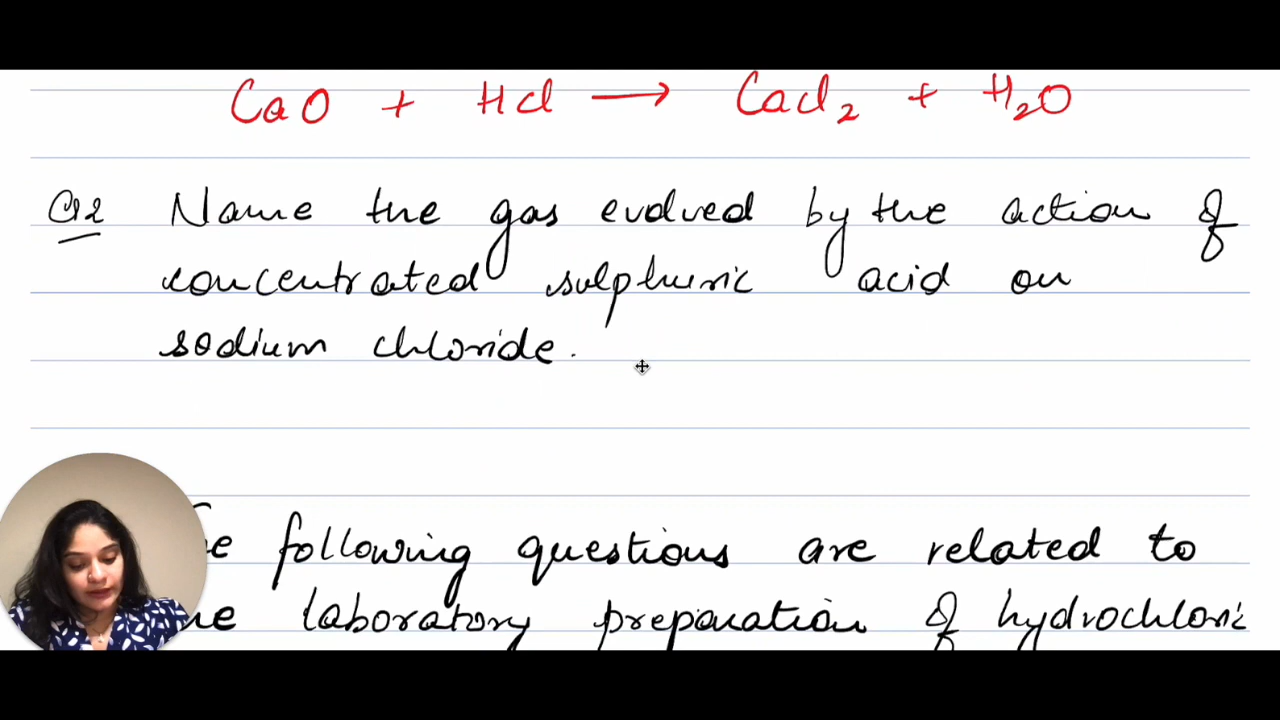 CaO + HCl → CaCl2 + H2O
Q2 Name the gas evolved by the action of
concentrated sulphuric acid on
sodium chloride.
following questions are related to
laboratory preparation of hydrochloric